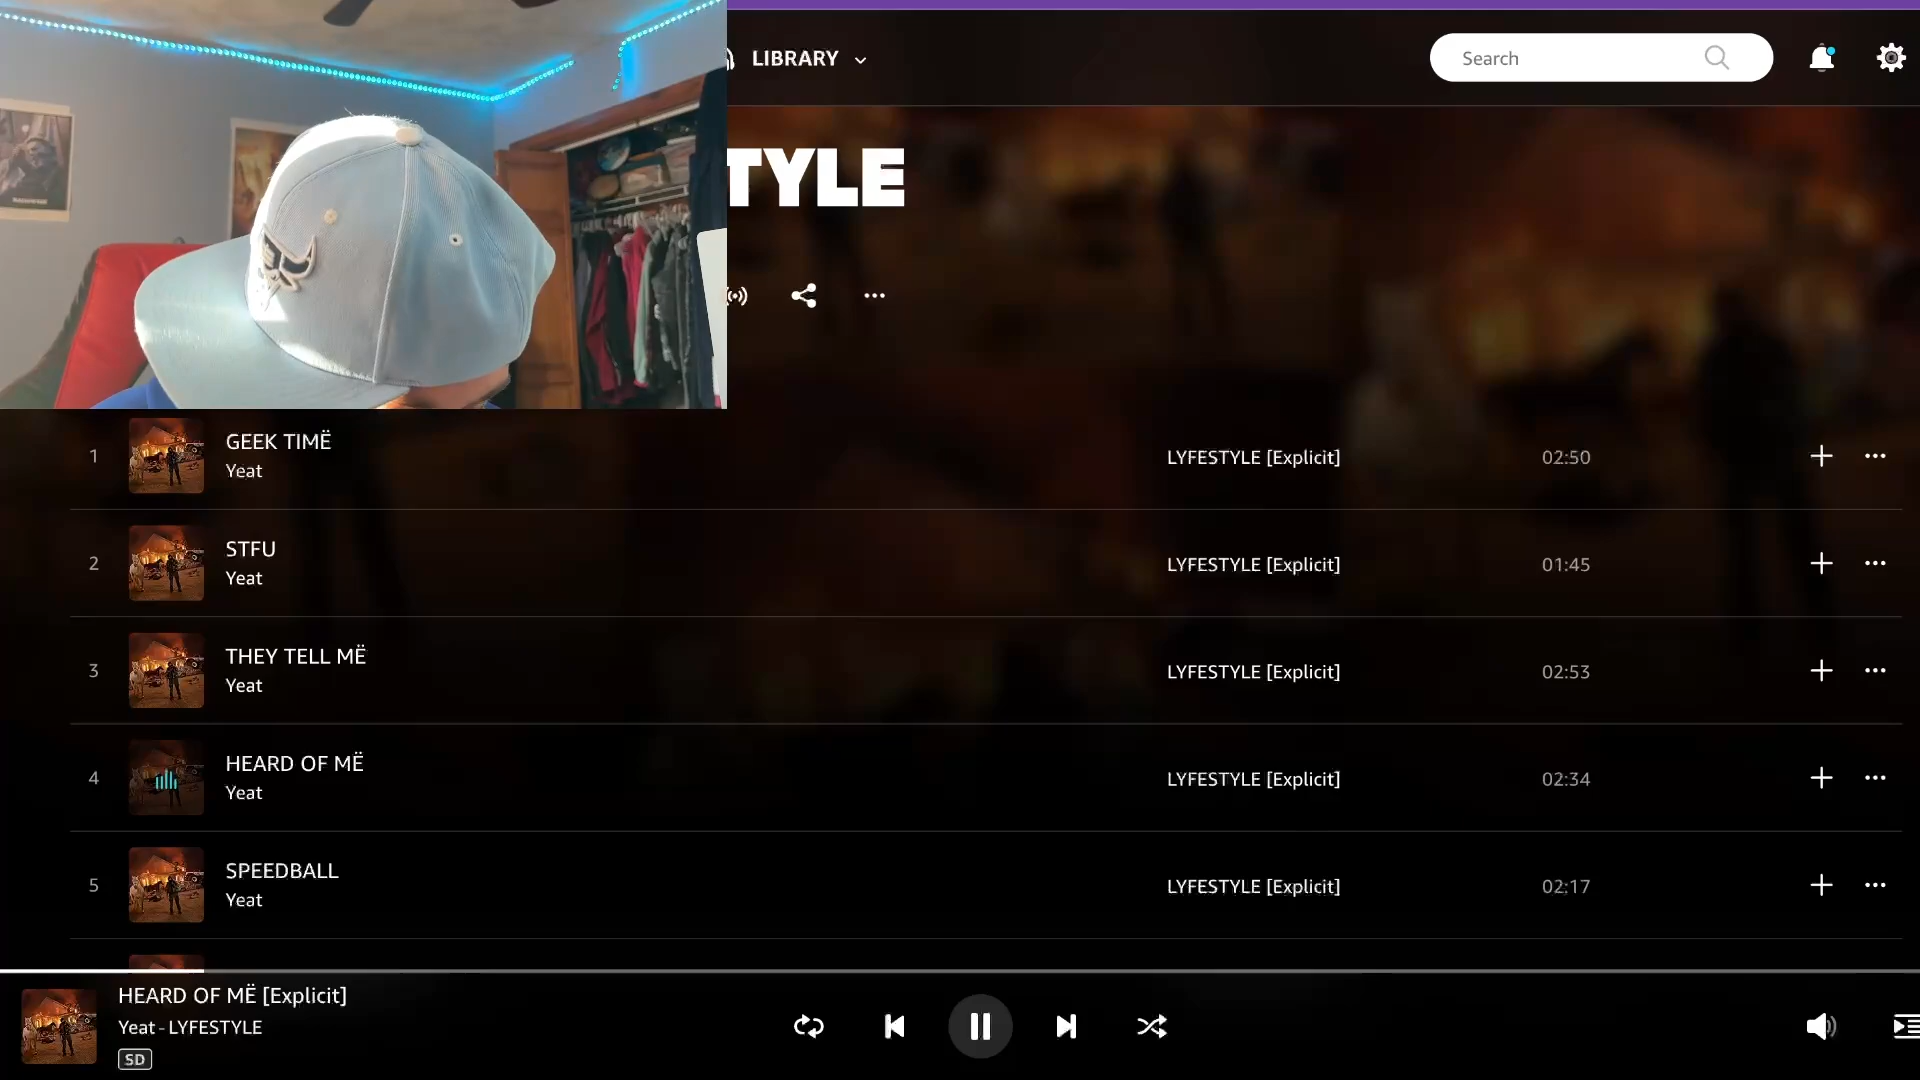 LIBRARY
Search
TYLE
1
GEEK TIMË
Yeat
LYFESTYLE [Explicit]
02:50
2
STFU
Yeat
LYFESTYLE [Explicit]
01:45
3
THEY TELL MË
Yeat
LYFESTYLE [Explicit]
02:53
4
HEARD OF MË
Yeat
LYFESTYLE [Explicit]
02:34
5
SPEEDBALL
Yeat
LYFESTYLE [Explicit]
02:17
HEARD OF MË [Explicit]
Yeat - LYFESTYLE
SD